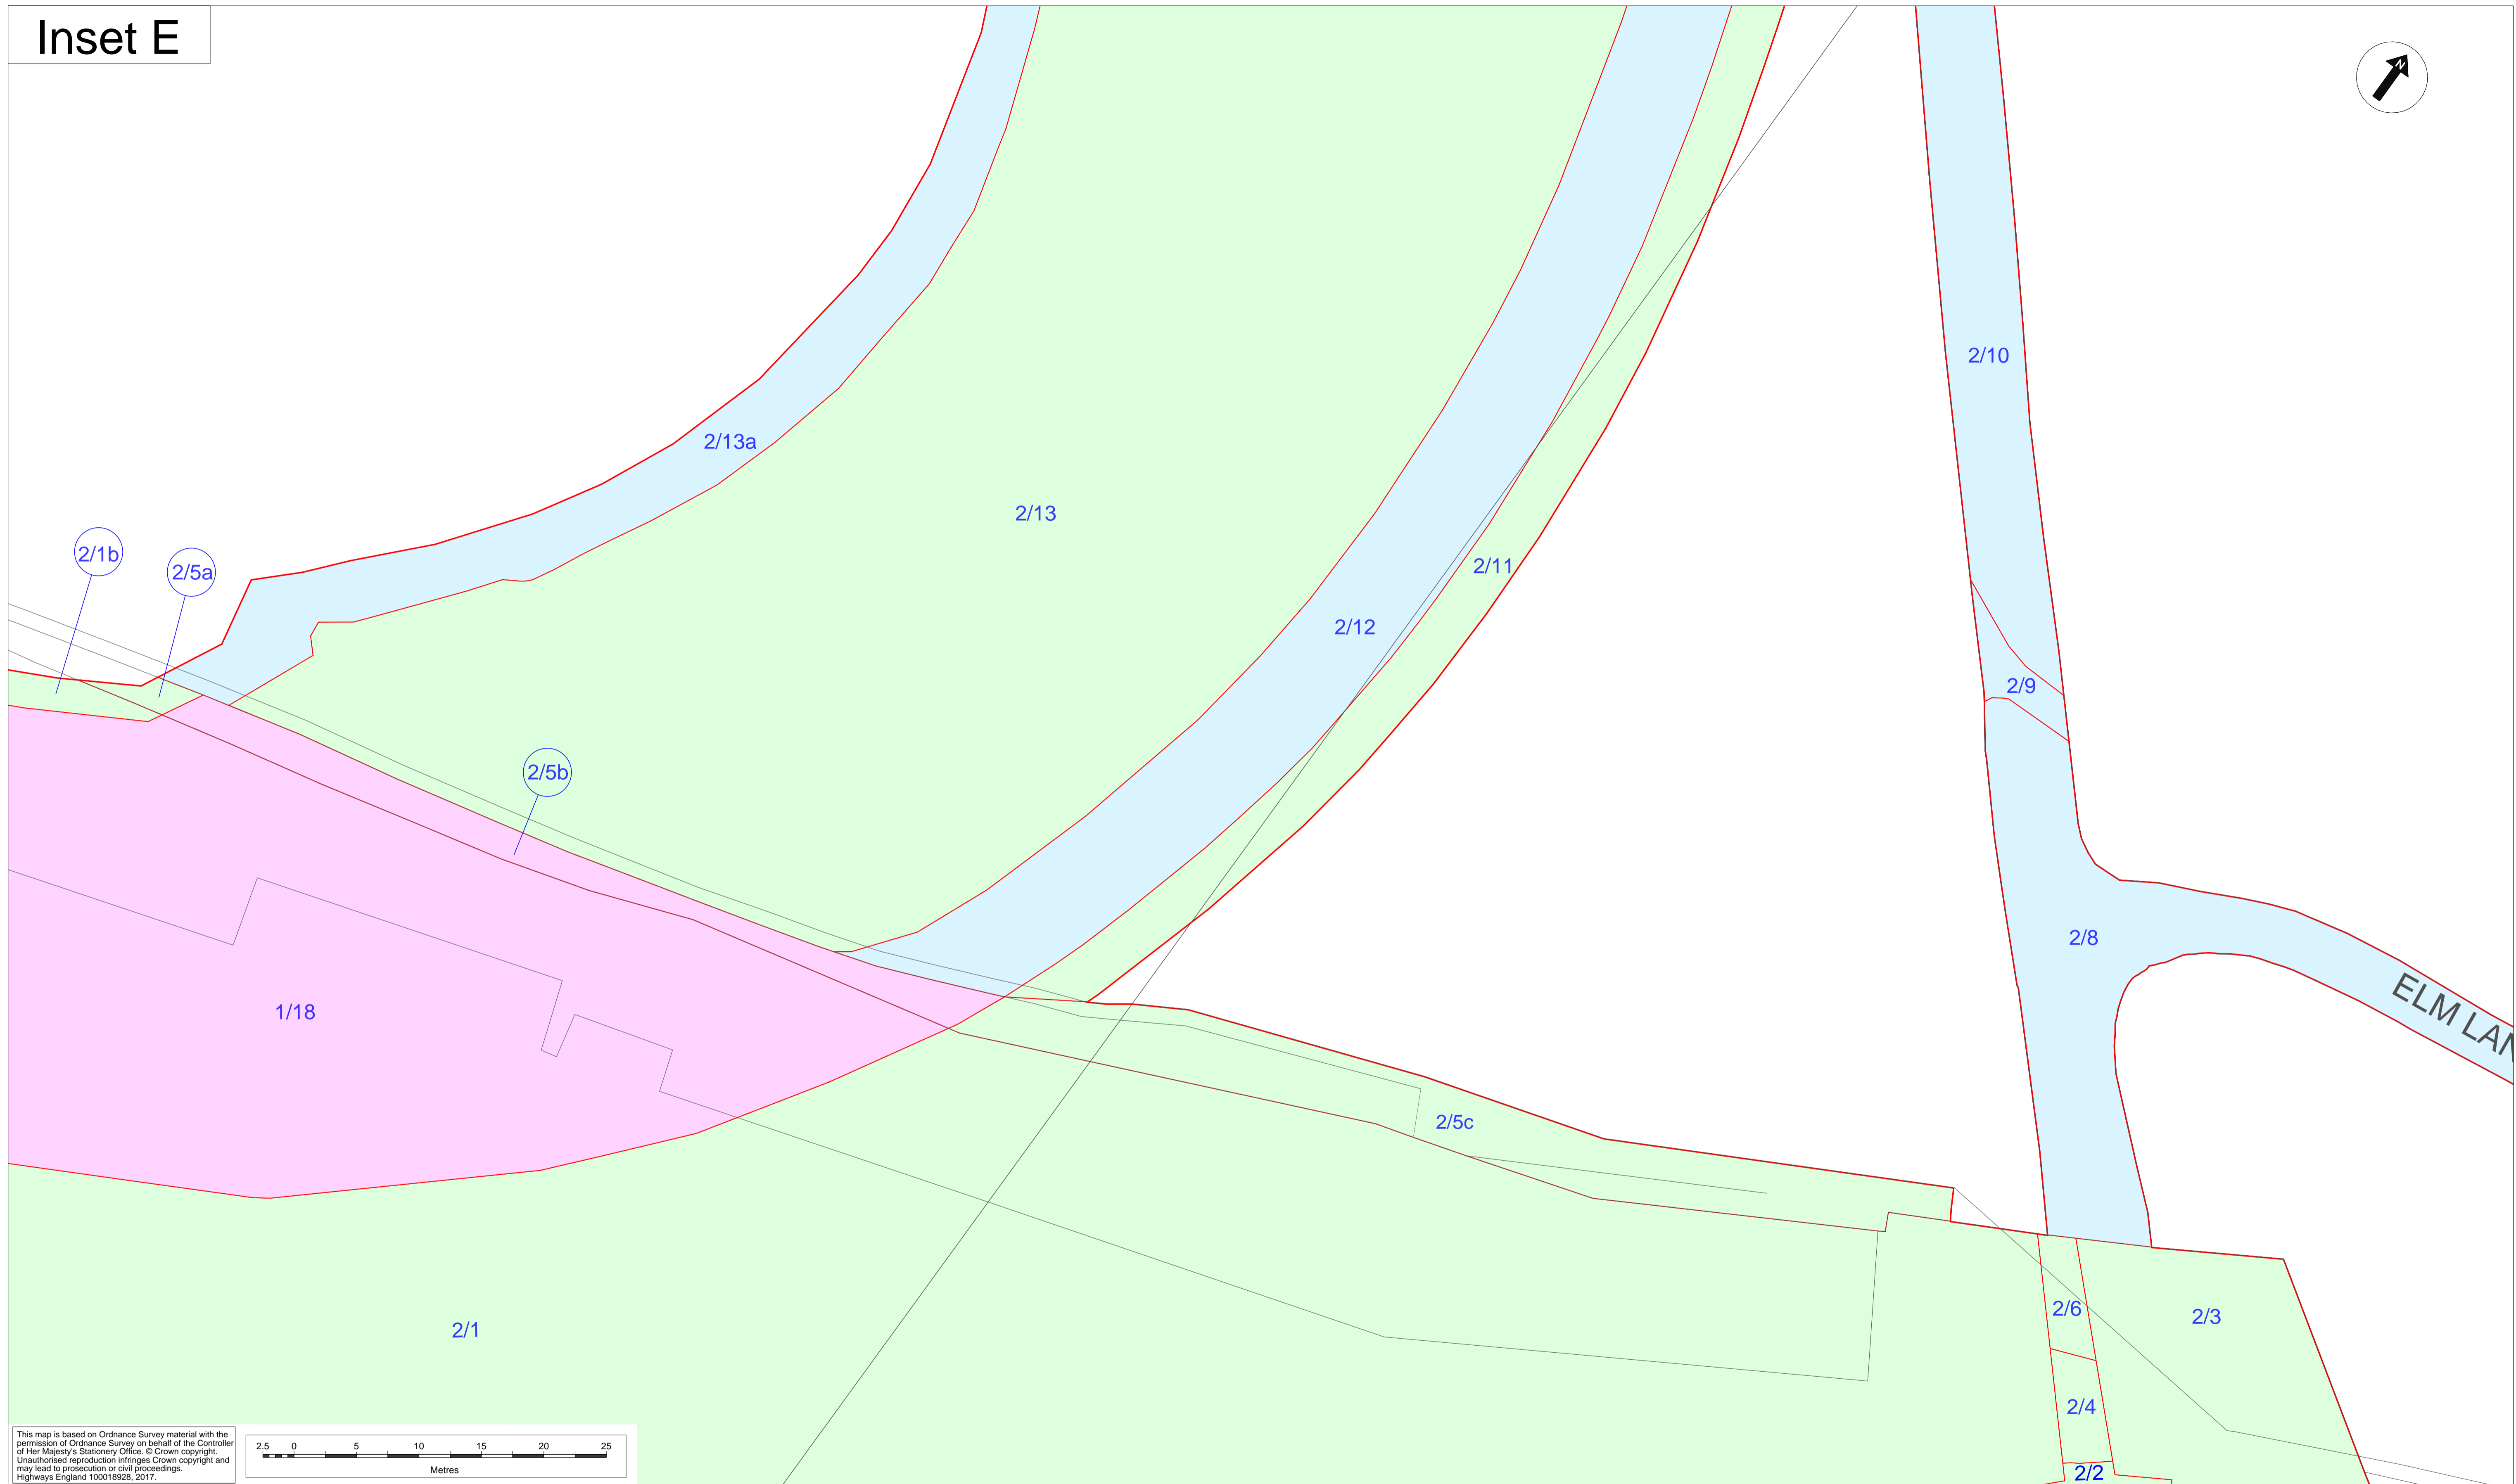 Inset E
N
2/10
2/13a
2/13
2/1b
2/5a
2/11
2/12
2/9
2/5b
2/8
ELM LAN
1/18
2/5c
2/6
2/3
2/1
2/4
2/2
This map is based on Ordnance Survey material with the
permission of Ordnance Survey on behalf of the Controller
of Her Majesty's Stationery Office. © Crown copyright.
Unauthorised reproduction infringes Crown copyright and
may lead to prosecution or civil proceedings.
Highways England 100018928, 2017.
2.5 0 5 10 15 20 25
Metres